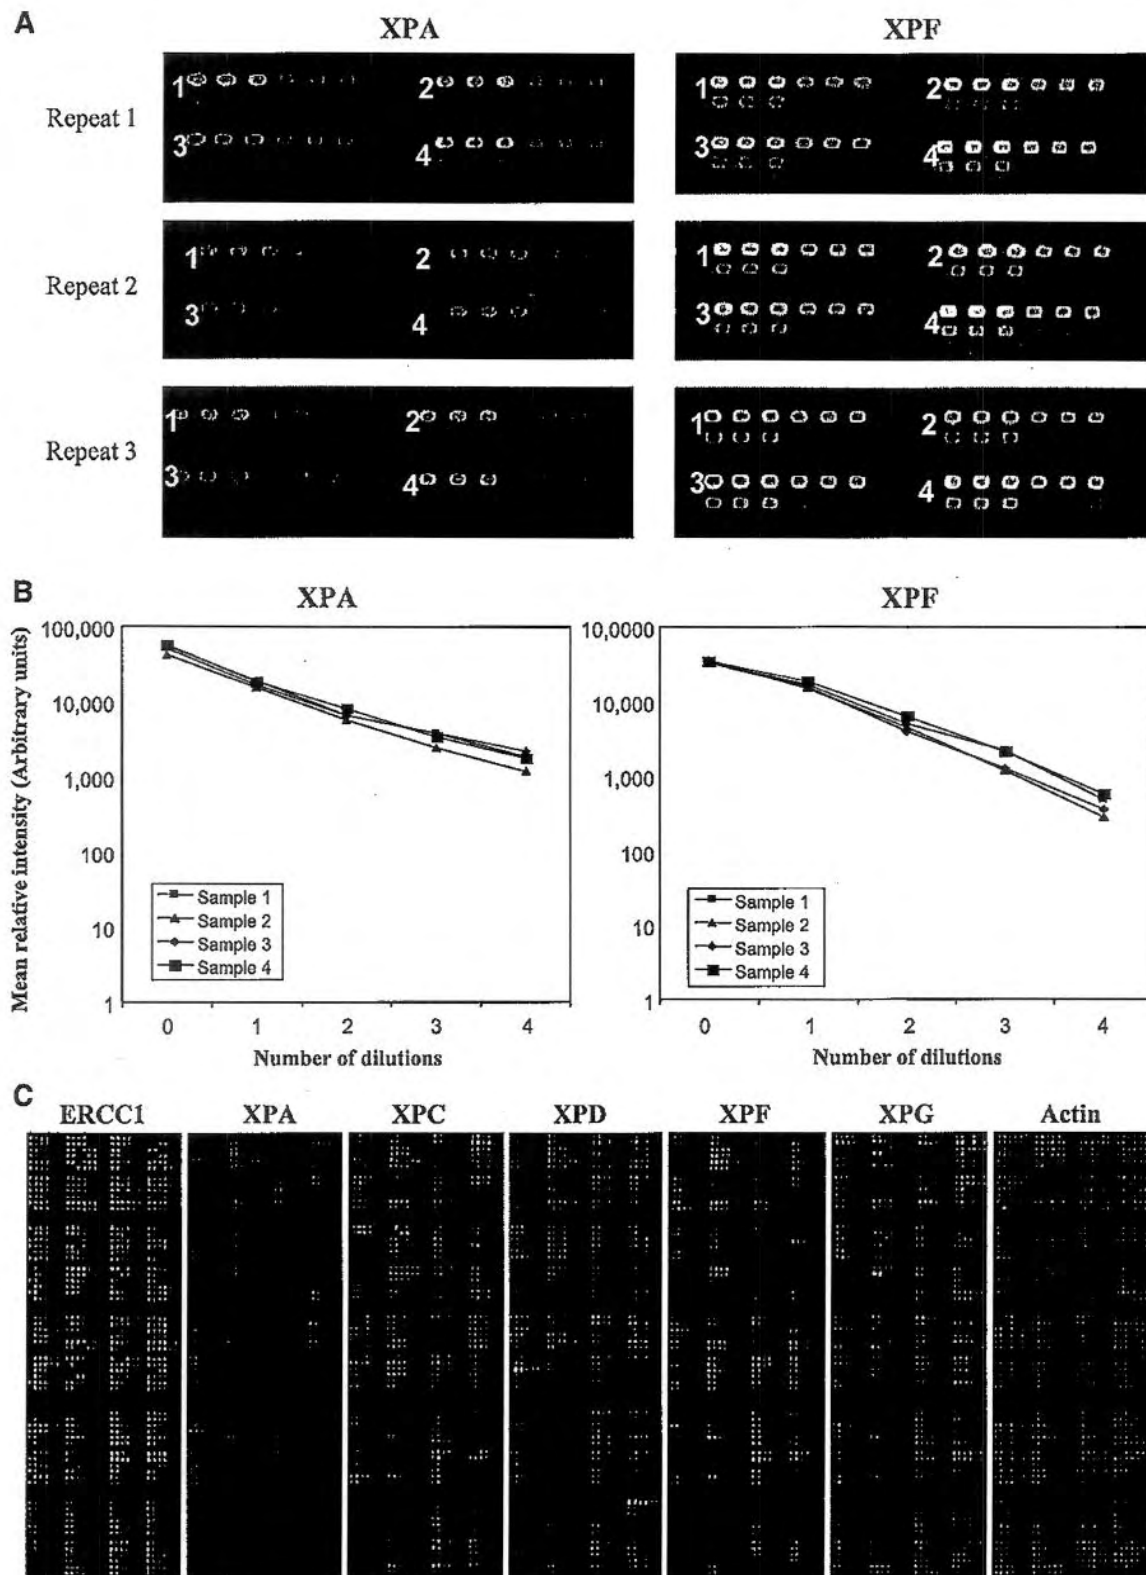 A
XPA XPF
Repeat 1
1 2 1 2
3 4 3 4
Repeat 2
1 2 1 2
3 4 3 4
Repeat 3
1 2 1 2
3 4 3 4
B
XPA XPF
Mean relative intensity (Arbitrary units)
100,000
10,000
1,000
100
10
1
Sample 1
Sample 2
Sample 3
Sample 4
0 1 2 3 4
Number of dilutions
10,0000
10,000
1,000
100
10
1
Sample 1
Sample 2
Sample 3
Sample 4
0 1 2 3 4
Number of dilutions
C
ERCC1 XPA XPC XPD XPF XPG Actin